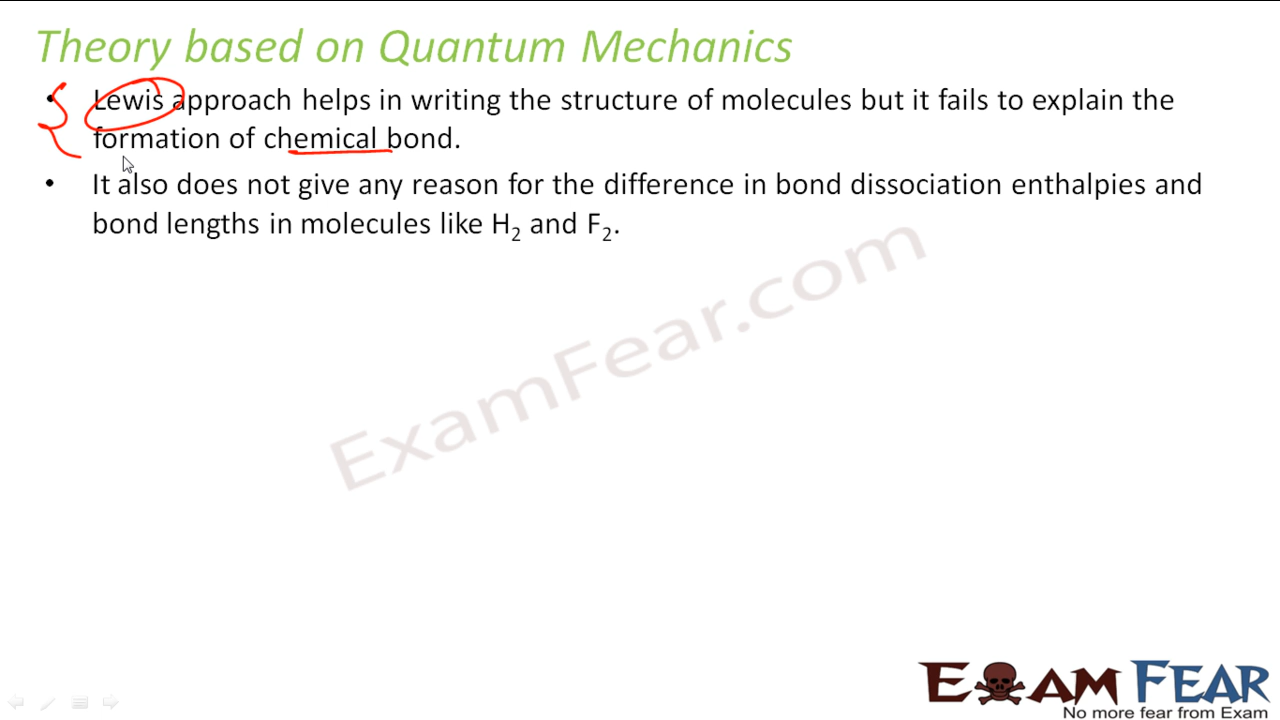 Theory based on Quantum Mechanics
• Lewis approach helps in writing the structure of molecules but it fails to explain the
formation of chemical bond.
• It also does not give any reason for the difference in bond dissociation enthalpies and
bond lengths in molecules like H₂ and F₂.
ExamFear.com
EXAM FEAR
No more fear from Exam